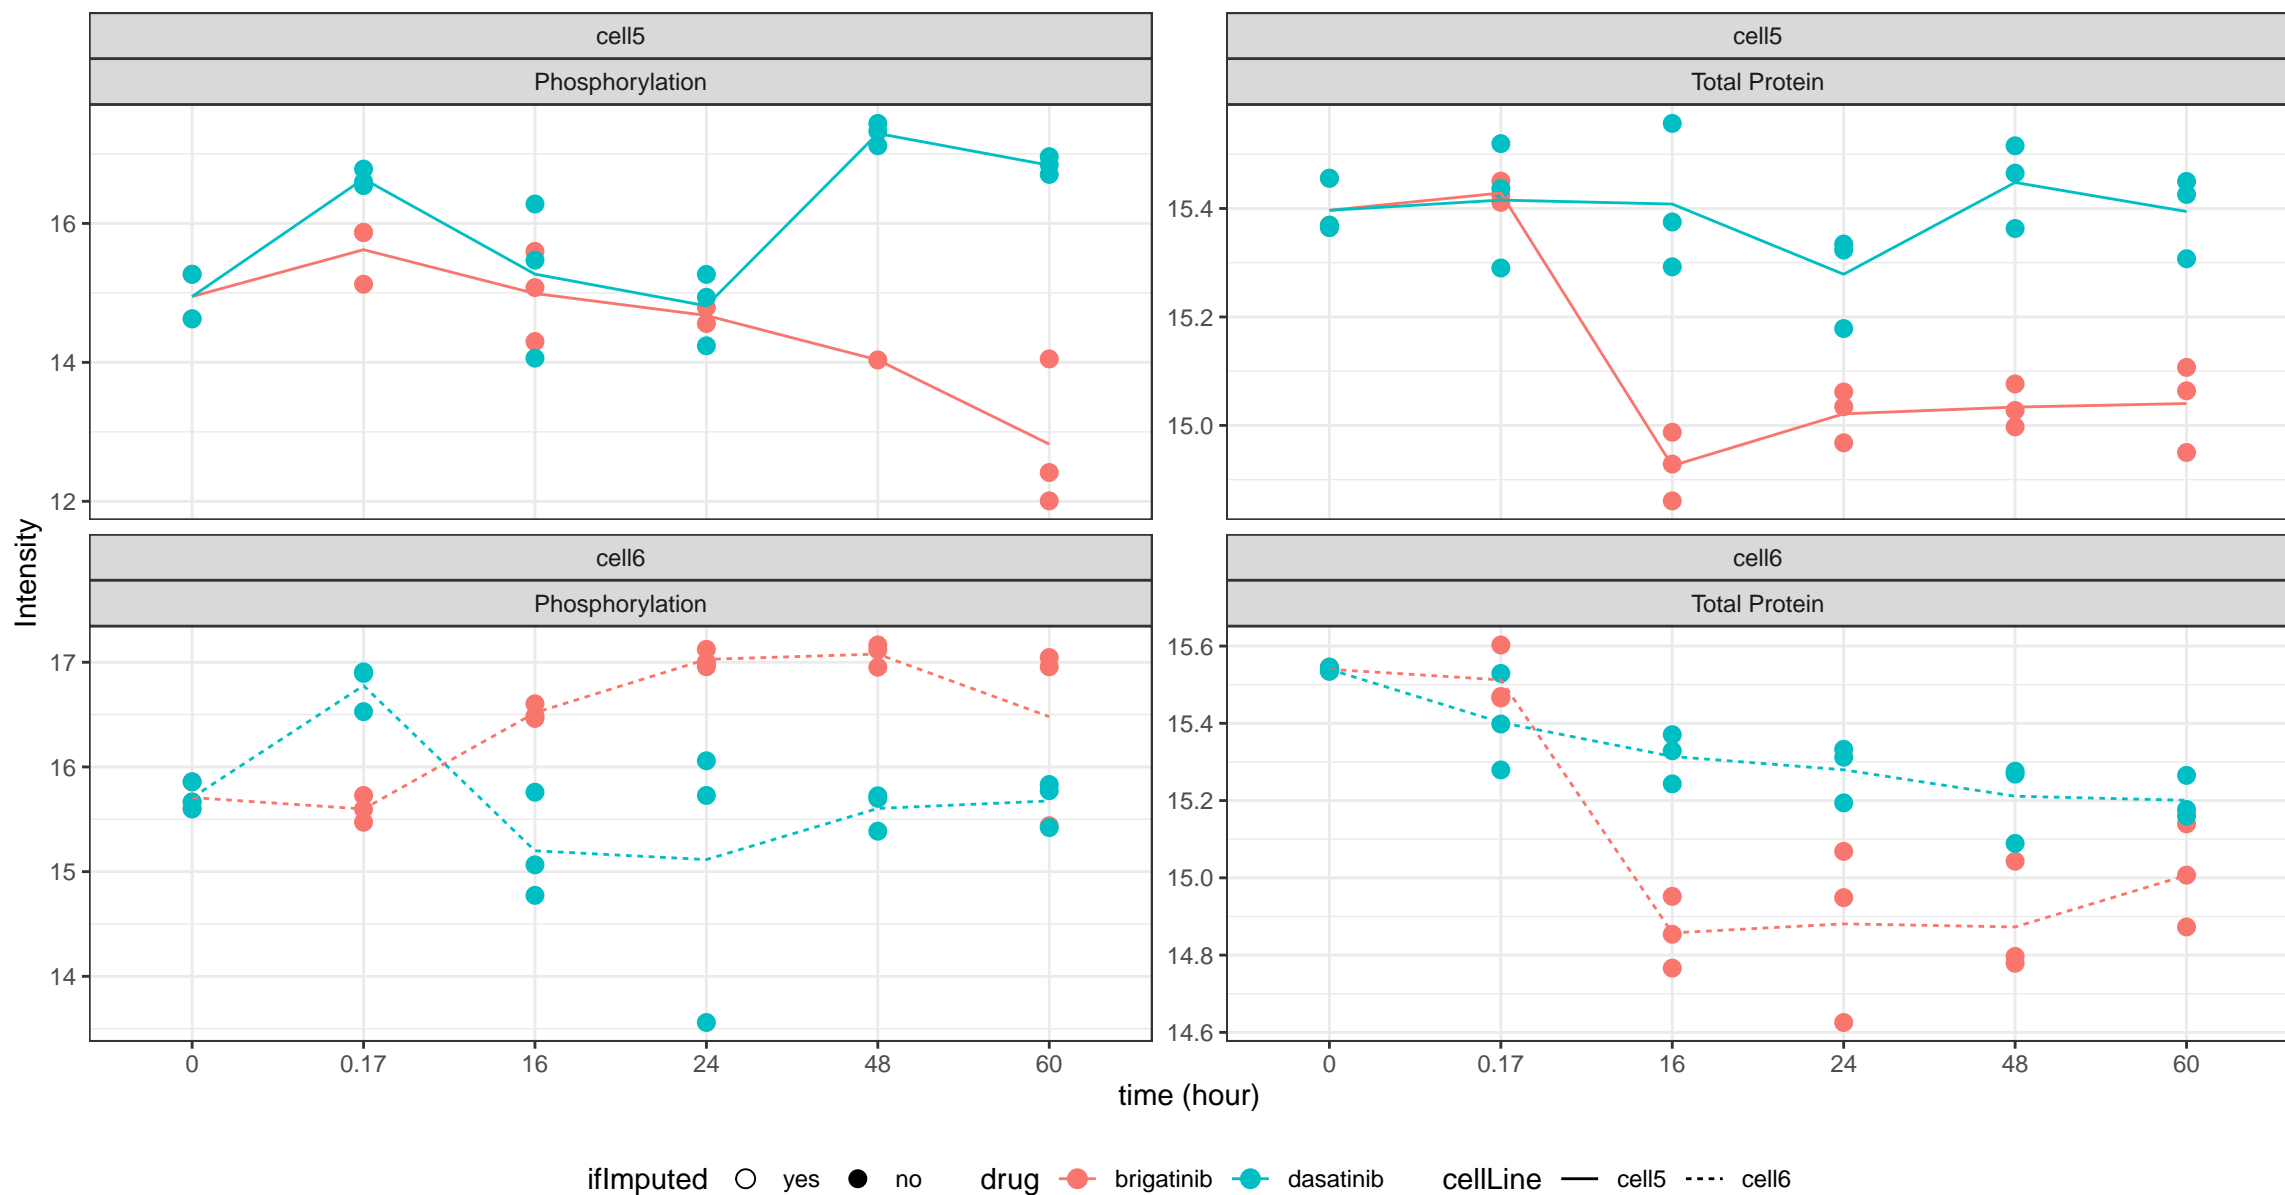 cell5
Phosphorylation
cell5
Total Protein
16
14
12
15.4
15.2
15.0
Intensity
cell6
Phosphorylation
cell6
Total Protein
17
16
15
14
15.6
15.4
15.2
15.0
14.8
14.6
0 0.17 16 24 48 60
0 0.17 16 24 48 60
time (hour)
ifImputed yes no drug brigatinib dasatinib cellLine cell5 cell6